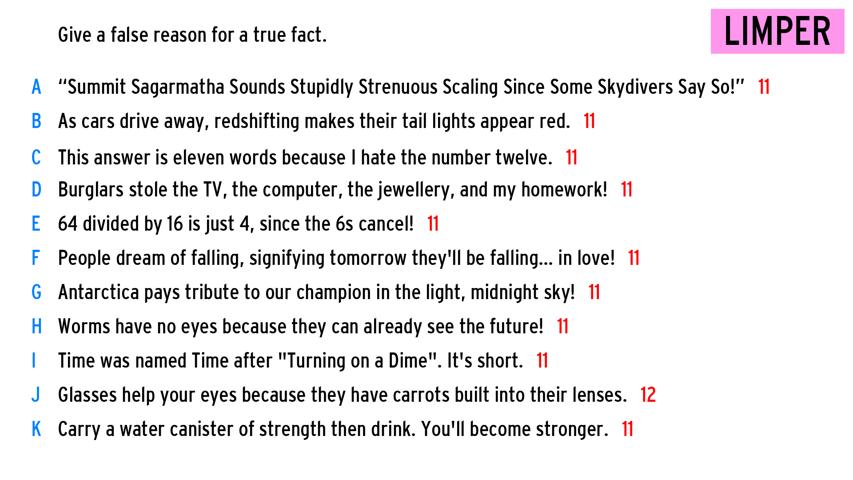 Give a false reason for a true fact.
LIMPER
A “Summit Sagarmatha Sounds Stupidly Strenuous Scaling Since Some Skydivers Say So!” 11
B As cars drive away, redshifting makes their tail lights appear red. 11
C This answer is eleven words because I hate the number twelve. 11
D Burglars stole the TV, the computer, the jewellery, and my homework! 11
E 64 divided by 16 is just 4, since the 6s cancel! 11
F People dream of falling, signifying tomorrow they'll be falling... in love! 11
G Antarctica pays tribute to our champion in the light, midnight sky! 11
H Worms have no eyes because they can already see the future! 11
I Time was named Time after "Turning on a Dime". It's short. 11
J Glasses help your eyes because they have carrots built into their lenses. 12
K Carry a water canister of strength then drink. You'll become stronger. 11